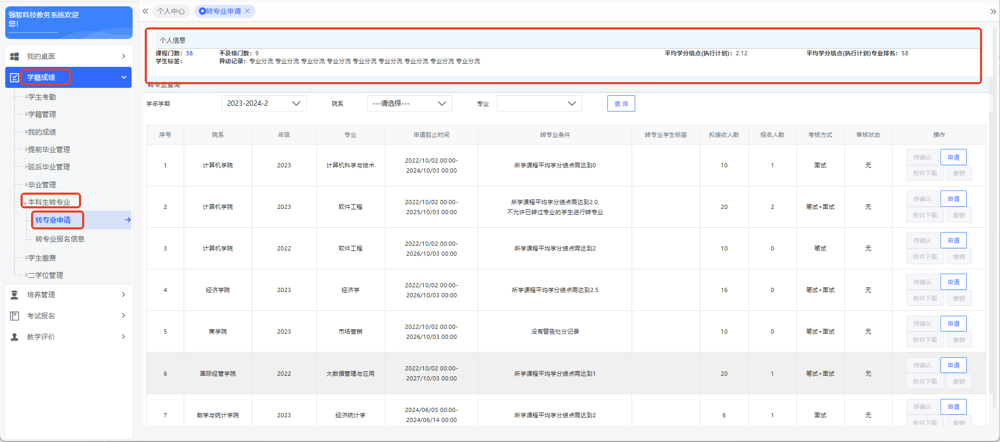 强智科技教务系统欢迎
您!
我的桌面
学籍成绩
学生考勤
学籍管理
我的成绩
提前毕业管理
延后毕业管理
毕业管理
本科生转专业
转专业申请
转专业报名信息
学生缴费
二学位管理
培养管理
考试报名
教学评价
个人中心 转专业申请
个人信息
课程门数: 36 不及格门数: 9 平均学分结点(执行计划): 2.12 平均学分结点(执行计划)专业排名: 58
学生标签: 异动记录: 专业分流 专业分流 专业分流 专业分流 专业分流 专业分流 专业分流 专业分流 专业分流
转专业查询
学年学期 2023-2024-2 院系 ---请选择--- 专业 查 询
序号 院系 年级 专业 申请起止时间 转专业条件 转专业学生标签 拟接收人数 报名人数 考核方式 审核状态 操作
1 计算机学院 2023 计算机科学与技术 2022/10/02 00:00-
2024/10/03 00:00 所学课程平均学分绩点需达到0 10 1 面试 无 待确认 申请
附件下载 撤销
2 计算机学院 2023 软件工程 2022/10/02 00:00-
2025/10/03 00:00 所学课程平均学分绩点需达到2.0,
不允许已转过专业的学生进行转专业 20 2 笔试+面试 无 待确认 申请
附件下载 撤销
3 计算机学院 2022 软件工程 2022/10/02 00:00-
2026/10/03 00:00 所学课程平均学分绩点需达到2 10 0 笔试 无 待确认 申请
附件下载 撤销
4 经济学院 2023 经济学 2022/10/02 00:00-
2026/10/03 00:00 所学课程平均学分绩点需达到2.5 16 0 笔试+面试 无 待确认 申请
附件下载 撤销
5 商学院 2023 市场营销 2022/10/02 00:00-
2026/10/03 00:00 没有警告处分记录 10 0 笔试+面试 无 待确认 申请
附件下载 撤销
6 国际经管学院 2022 大数据管理与应用 2022/10/02 00:00-
2027/10/03 00:00 所学课程平均学分绩点需达到1 20 1 笔试+面试 无 待确认 申请
附件下载 撤销
7 数学与统计学院 2023 经济统计学 2024/06/05 00:00-
2024/06/14 00:00 所学课程平均学分绩点需达到2 6 1 面试 无 待确认 申请
附件下载 撤销